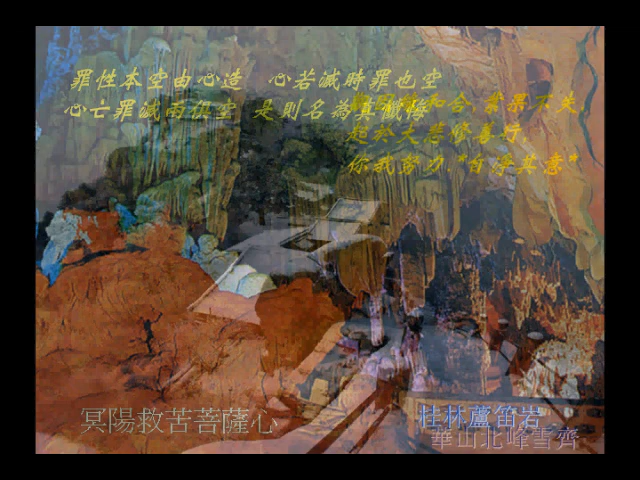 罪性本空由心造 心若滅時罪也空
心亡罪滅兩俱空 是則名為真懺悔
和合,業果不失,
起於大悲修善行
你我努力,"自淨其意"
冥陽救苦菩薩心
桂林蘆笛岩
華山北峰雪齊